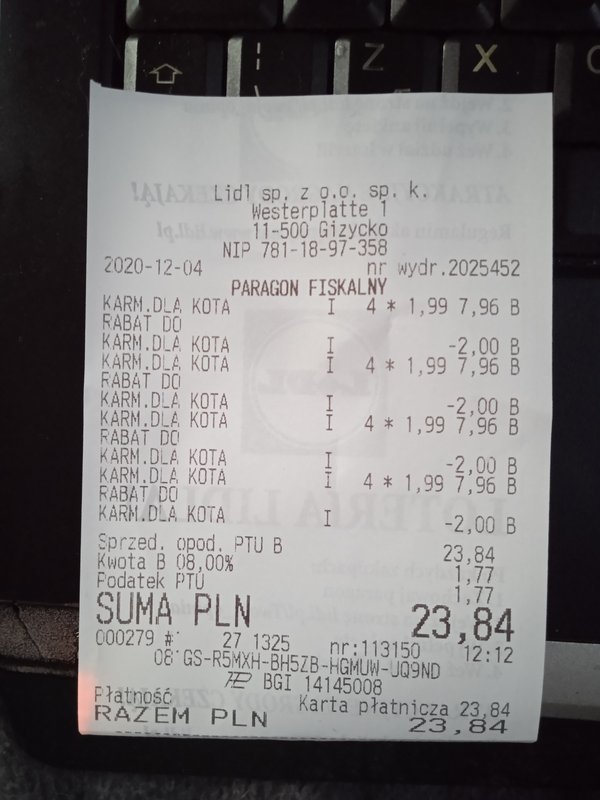 Z X
Lidl sp. z o.o. sp. k.
Westerplatte 1
11-500 Gizycko
NIP 781-18-97-358
2020-12-04 nr wydr.2025452
PARAGON FISKALNY
KARM.DLA KOTA I 4 * 1,99 7,96 B
RABAT DO
KARM.DLA KOTA I -2,00 B
KARM.DLA KOTA I 4 * 1,99 7,96 B
RABAT DO
KARM.DLA KOTA I -2,00 B
KARM.DLA KOTA I 4 * 1,99 7,96 B
RABAT DO
KARM.DLA KOTA I -2,00 B
KARM.DLA KOTA I 4 * 1,99 7,96 B
RABAT DO
KARM.DLA KOTA I -2,00 B
Sprzed. opod. PTU B 23,84
Kwota B 08,00% 1,77
Podatek PTU 1,77
SUMA PLN 23,84
000279 #: 27 1325 nr:113150 12:12
08:GS-R5MXH-BH5ZB-HGMUW-UQ9ND
BGI 14145008
Płatność Karta płatnicza 23,84
RAZEM PLN 23,84